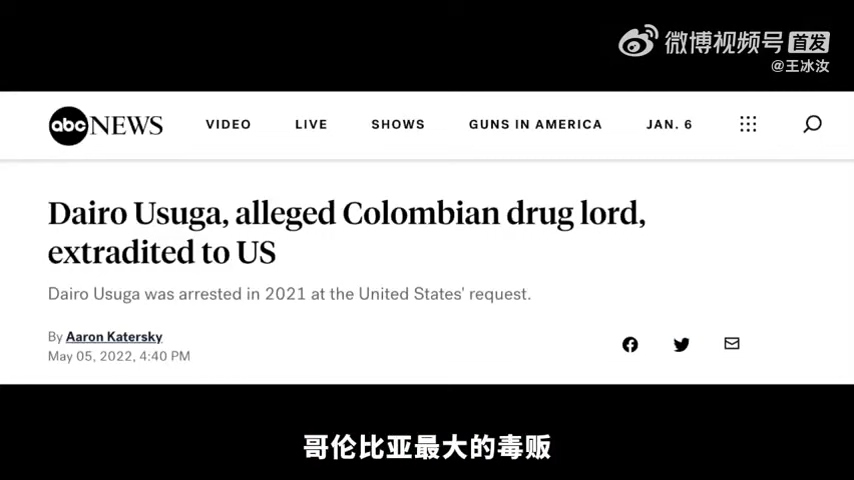 微博视频号 首发
@王冰汝
abc NEWS VIDEO LIVE SHOWS GUNS IN AMERICA JAN. 6
Dairo Usuga, alleged Colombian drug lord,
extradited to US
Dairo Usuga was arrested in 2021 at the United States' request.
By Aaron Katersky
May 05, 2022, 4:40 PM
哥伦比亚最大的毒贩